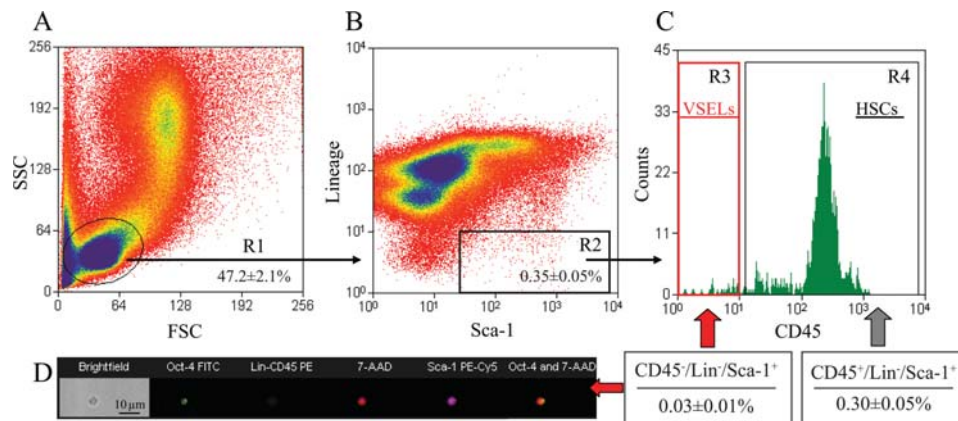 A
B
C
256
192
128
64
0
SSC
R1
47.2±2.1%
0 64 128 192 256
FSC
10⁴
10³
10²
10¹
10⁰
Lineage
R2
0.35±0.05%
10⁰ 10¹ 10² 10³ 10⁴
Sca-1
45
33
22
11
0
Counts
R3
VSELs
R4
HSCs
10⁰ 10¹ 10² 10³ 10⁴
CD45
D
Brightfield Oct-4 FITC Lin-CD45 PE 7-AAD Sca-1 PE-Cy5 Oct-4 and 7-AAD
10 µm
CD45⁻/Lin⁻/Sca-1⁺
0.03±0.01%
CD45⁺/Lin⁻/Sca-1⁺
0.30±0.05%